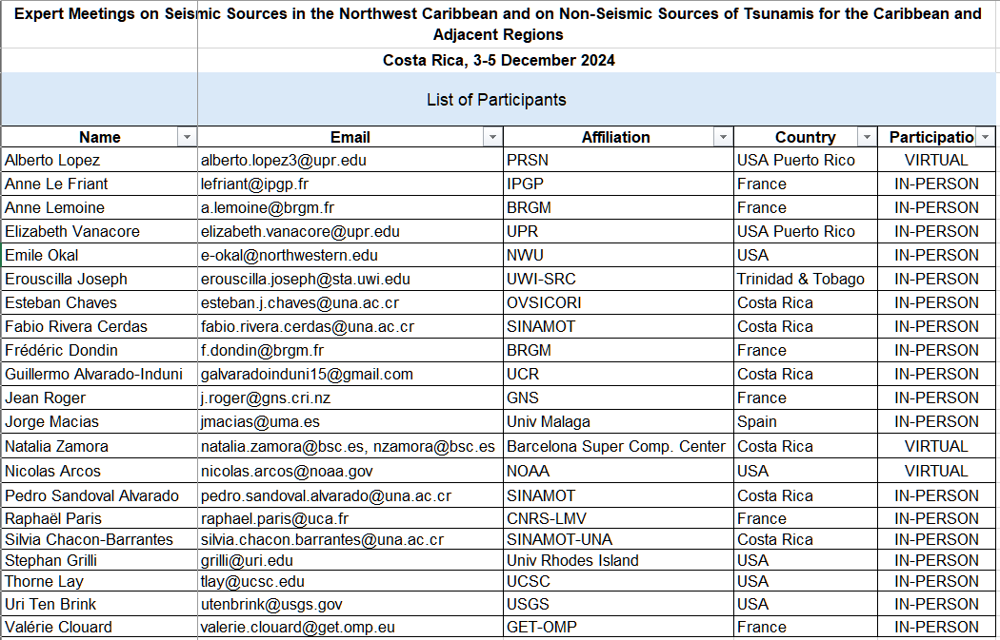 Expert Meetings on Seismic Sources in the Northwest Caribbean and on Non-Seismic Sources of Tsunamis for the Caribbean and
Adjacent Regions
Costa Rica, 3-5 December 2024
List of Participants
Name Email Affiliation Country Participatio
Alberto Lopez alberto.lopez3@upr.edu PRSN USA Puerto Rico VIRTUAL
Anne Le Friant lefriant@ipgp.fr IPGP France IN-PERSON
Anne Lemoine a.lemoine@brgm.fr BRGM France IN-PERSON
Elizabeth Vanacore elizabeth.vanacore@upr.edu UPR USA Puerto Rico IN-PERSON
Emile Okal e-okal@northwestern.edu NWU USA IN-PERSON
Erouscilla Joseph erouscilla.joseph@sta.uwi.edu UWI-SRC Trinidad & Tobago IN-PERSON
Esteban Chaves esteban.j.chaves@una.ac.cr OVSICORI Costa Rica IN-PERSON
Fabio Rivera Cerdas fabio.rivera.cerdas@una.ac.cr SINAMOT Costa Rica IN-PERSON
Frédéric Dondin f.dondin@brgm.fr BRGM France IN-PERSON
Guillermo Alvarado-Induni galvaradoinduni15@gmail.com UCR Costa Rica IN-PERSON
Jean Roger j.roger@gns.cri.nz GNS France IN-PERSON
Jorge Macias jmacias@uma.es Univ Malaga Spain IN-PERSON
Natalia Zamora natalia.zamora@bsc.es, nzamora@bsc.es Barcelona Super Comp. Center Costa Rica VIRTUAL
Nicolas Arcos nicolas.arcos@noaa.gov NOAA USA VIRTUAL
Pedro Sandoval Alvarado pedro.sandoval.alvarado@una.ac.cr SINAMOT Costa Rica IN-PERSON
Raphaël Paris raphael.paris@uca.fr CNRS-LMV France IN-PERSON
Silvia Chacon-Barrantes silvia.chacon.barrantes@una.ac.cr SINAMOT-UNA Costa Rica IN-PERSON
Stephan Grilli grilli@uri.edu Univ Rhodes Island USA IN-PERSON
Thorne Lay tlay@ucsc.edu UCSC USA IN-PERSON
Uri Ten Brink utenbrink@usgs.gov USGS USA IN-PERSON
Valérie Clouard valerie.clouard@get.omp.eu GET-OMP France IN-PERSON